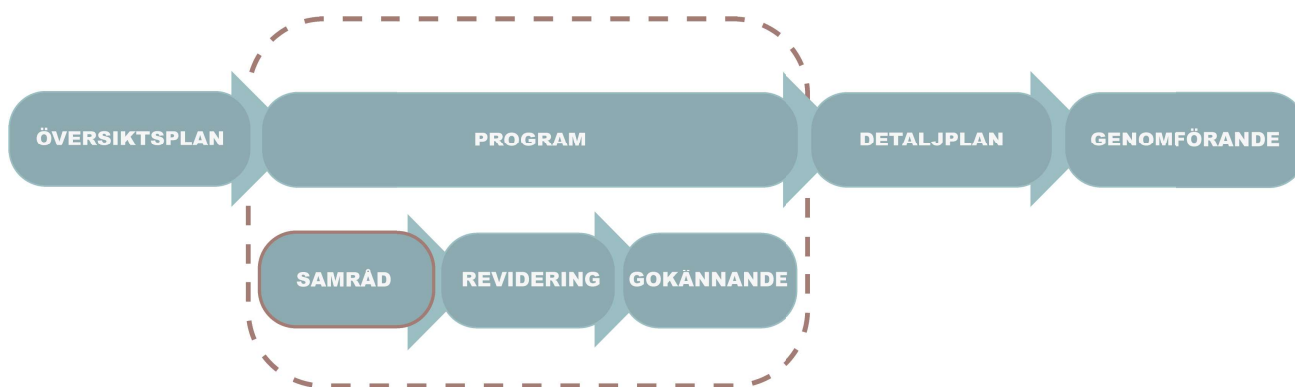 ÖVERSIKTSPLAN
PROGRAM
DETALJPLAN
GENOMFÖRANDE
SAMRÅD
REVIDERING
GOKÄNNANDE